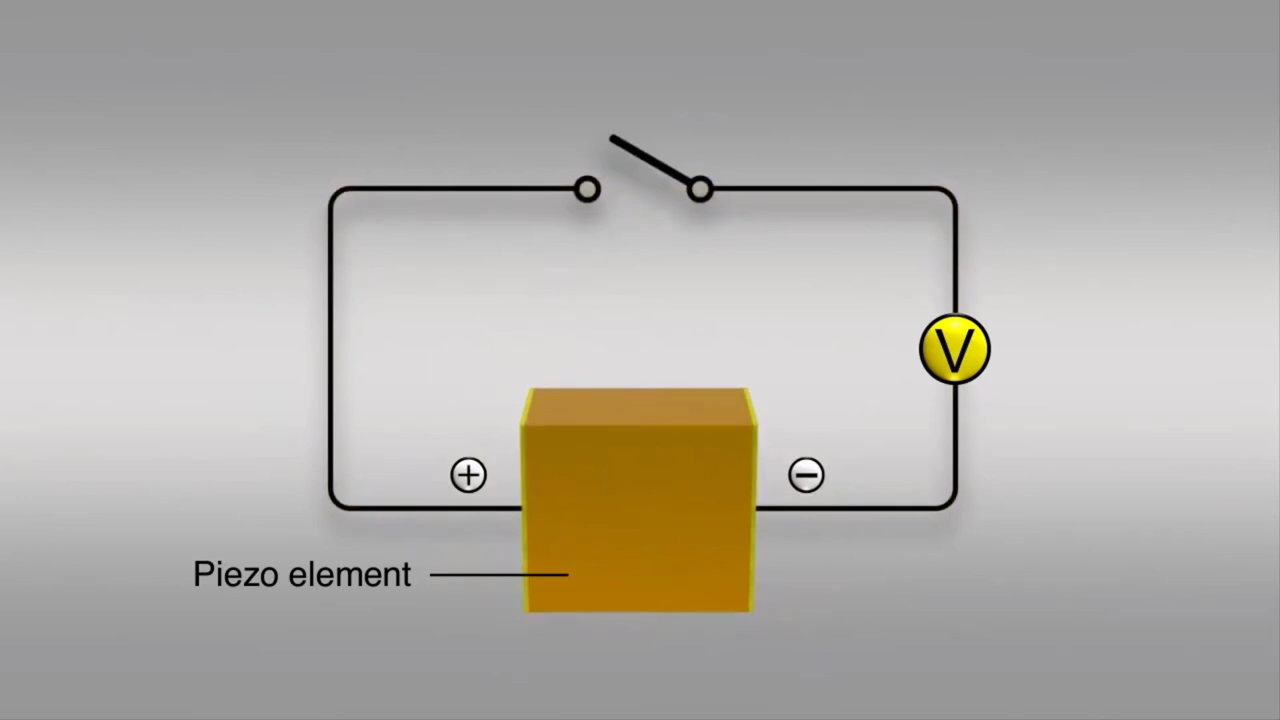 V
+
−
Piezo element